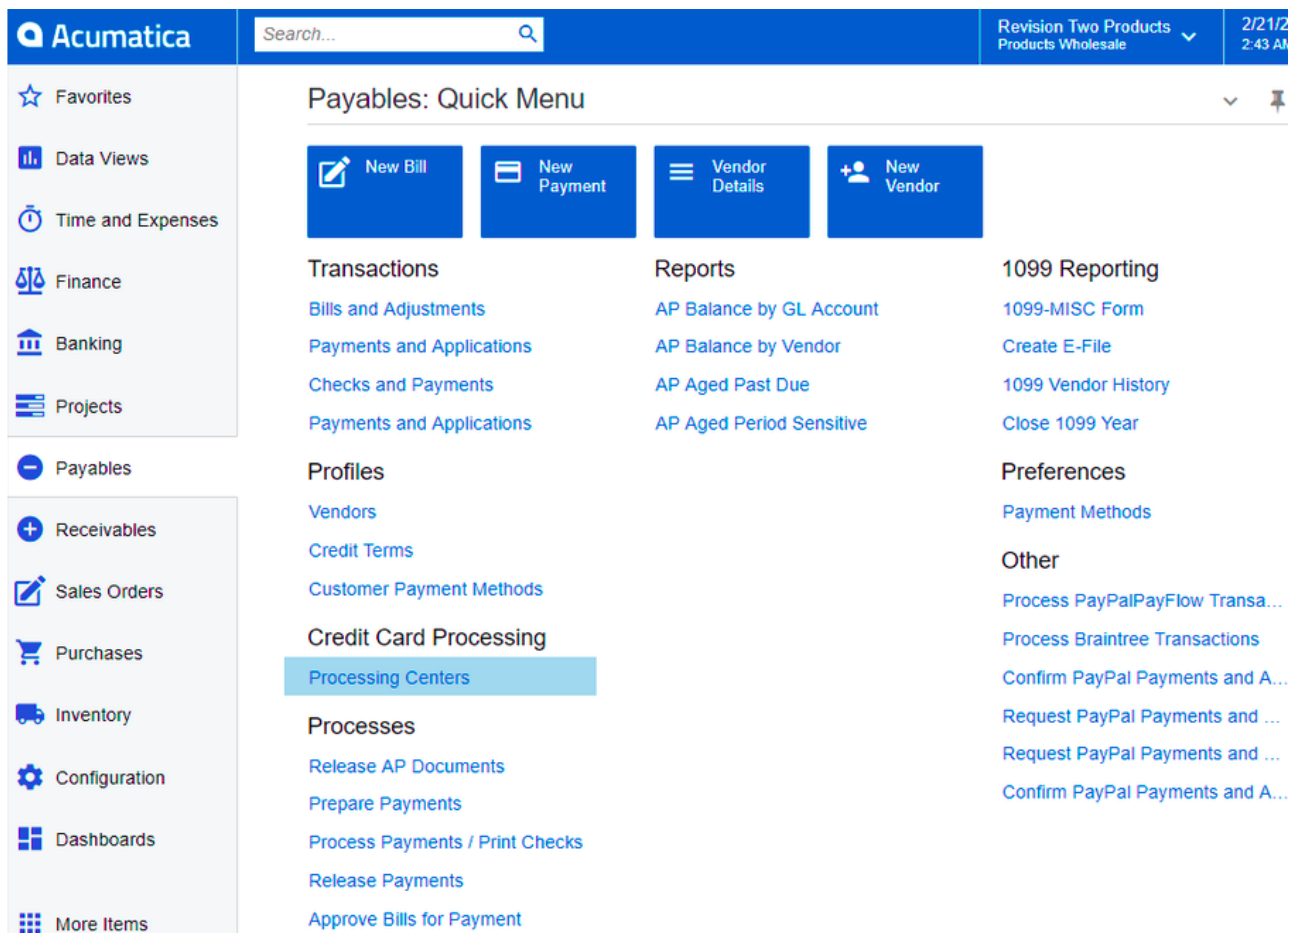 Acumatica
Search...
Revision Two Products
Products Wholesale
2/21/2
2:43 AM
Favorites
Data Views
Time and Expenses
Finance
Banking
Projects
Payables
Receivables
Sales Orders
Purchases
Inventory
Configuration
Dashboards
More Items
Payables: Quick Menu
New Bill
New
Payment
Vendor
Details
New
Vendor
Transactions
Bills and Adjustments
Payments and Applications
Checks and Payments
Payments and Applications
Profiles
Vendors
Credit Terms
Customer Payment Methods
Credit Card Processing
Processing Centers
Processes
Release AP Documents
Prepare Payments
Process Payments / Print Checks
Release Payments
Approve Bills for Payment
Reports
AP Balance by GL Account
AP Balance by Vendor
AP Aged Past Due
AP Aged Period Sensitive
1099 Reporting
1099-MISC Form
Create E-File
1099 Vendor History
Close 1099 Year
Preferences
Payment Methods
Other
Process PayPalPayFlow Transa...
Process Braintree Transactions
Confirm PayPal Payments and A...
Request PayPal Payments and ...
Request PayPal Payments and ...
Confirm PayPal Payments and A...